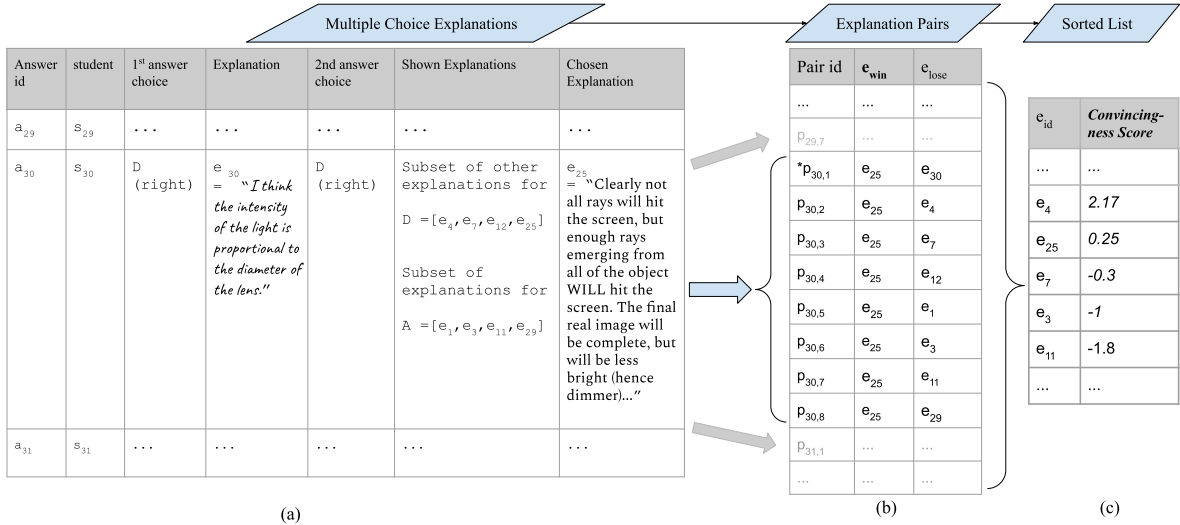 Multiple Choice Explanations
Explanation Pairs
Sorted List
Answer id
student
1st answer choice
Explanation
2nd answer choice
Shown Explanations
Chosen Explanation
a29
s29
...
...
...
...
...
a30
s30
D
(right)
e 30
= "I think
the intensity
of the light is
proportional to
the diameter of
the lens."
D
(right)
Subset of other
explanations for
D =[e4,e7,e12,e25]
Subset of
explanations for
A =[e1,e3,e11,e29]
e25
= "Clearly not
all rays will hit
the screen, but
enough rays
emerging from
all of the object
WILL hit the
screen. The final
real image will
be complete, but
will be less
bright (hence
dimmer)..."
a31
s31
...
...
...
...
...
(a)
Pair id ewin elose
... ... ...
p29,7 ... ...
*p30,1 e25 e30
p30,2 e25 e4
p30,3 e25 e7
p30,4 e25 e12
p30,5 e25 e1
p30,6 e25 e3
p30,7 e25 e11
p30,8 e25 e29
p31,1 ... ...
... ... ...
(b)
eid
Convincing-
ness Score
... ...
e4 2.17
e25 0.25
e7 -0.3
e3 -1
e11 -1.8
... ...
(c)